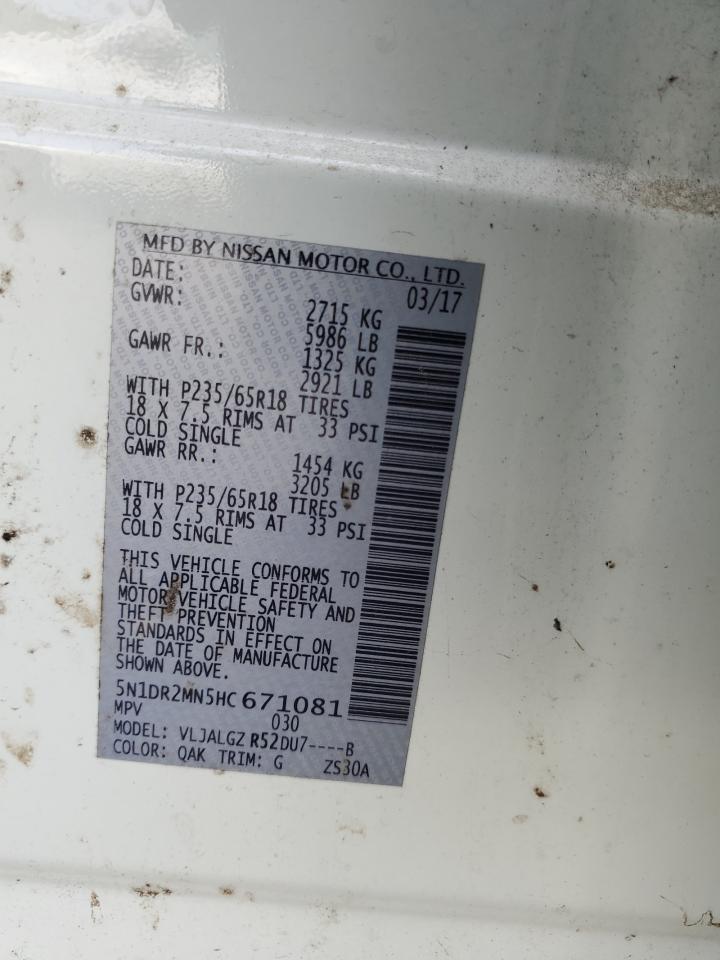 MFD BY NISSAN MOTOR CO., LTD.
DATE: 03/17
GVWR: 2715 KG
5986 LB
GAWR FR.: 1325 KG
2921 LB
WITH P235/65R18 TIRES
18 X 7.5 RIMS AT 33 PSI
COLD SINGLE
GAWR RR.: 1454 KG
3205 LB
WITH P235/65R18 TIRES
18 X 7.5 RIMS AT 33 PSI
COLD SINGLE
THIS VEHICLE CONFORMS TO
ALL APPLICABLE FEDERAL
MOTOR VEHICLE SAFETY AND
THEFT PREVENTION
STANDARDS IN EFFECT ON
THE DATE OF MANUFACTURE
SHOWN ABOVE.
5N1DR2MN5HC 671081
MPV 030
MODEL: VLJALGZ R52DU7----B
COLOR: QAK TRIM: G ZS30A